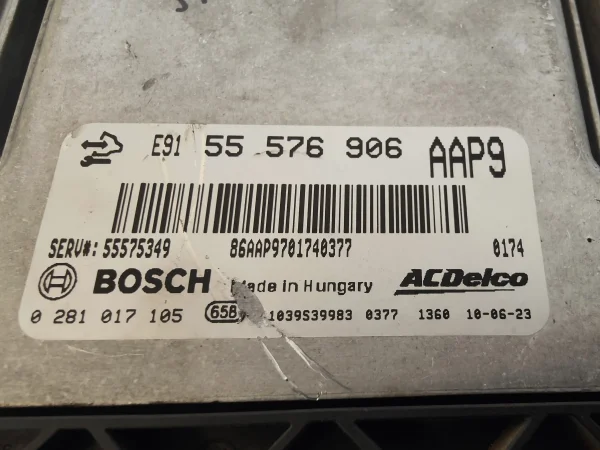 E91 55 576 906 AAP9
SERV#: 55575349 86AAP9701740377 0174
BOSCH Made in Hungary ACDelco
0 281 017 105 658 1039S39983 0377 1360 10-06-23